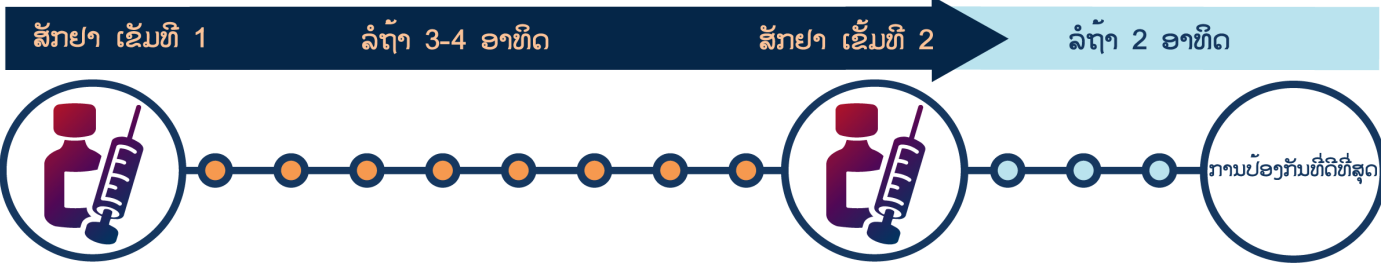 ສັກຢາ ເຂັມທີ 1
ລໍຖ້າ 3-4 ອາທິດ
ສັກຢາ ເຂັ້ມທີ 2
ລໍຖ້າ 2 ອາທິດ
ການປ້ອງກັນທີ່ດີທີ່ສຸດ